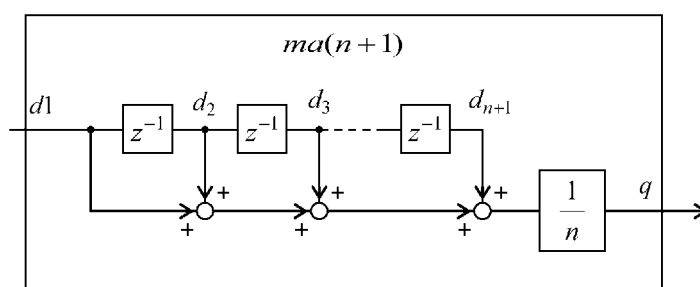 ma(n+1)
d1 d₂ d₃ dₙ₊₁
z⁻¹ z⁻¹ z⁻¹
+ + +
1/n q
+ + +